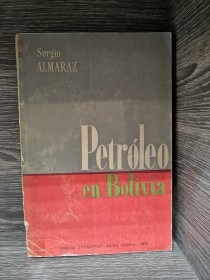 Sergio
ALMARAZ
Petróleo
en Bolivia